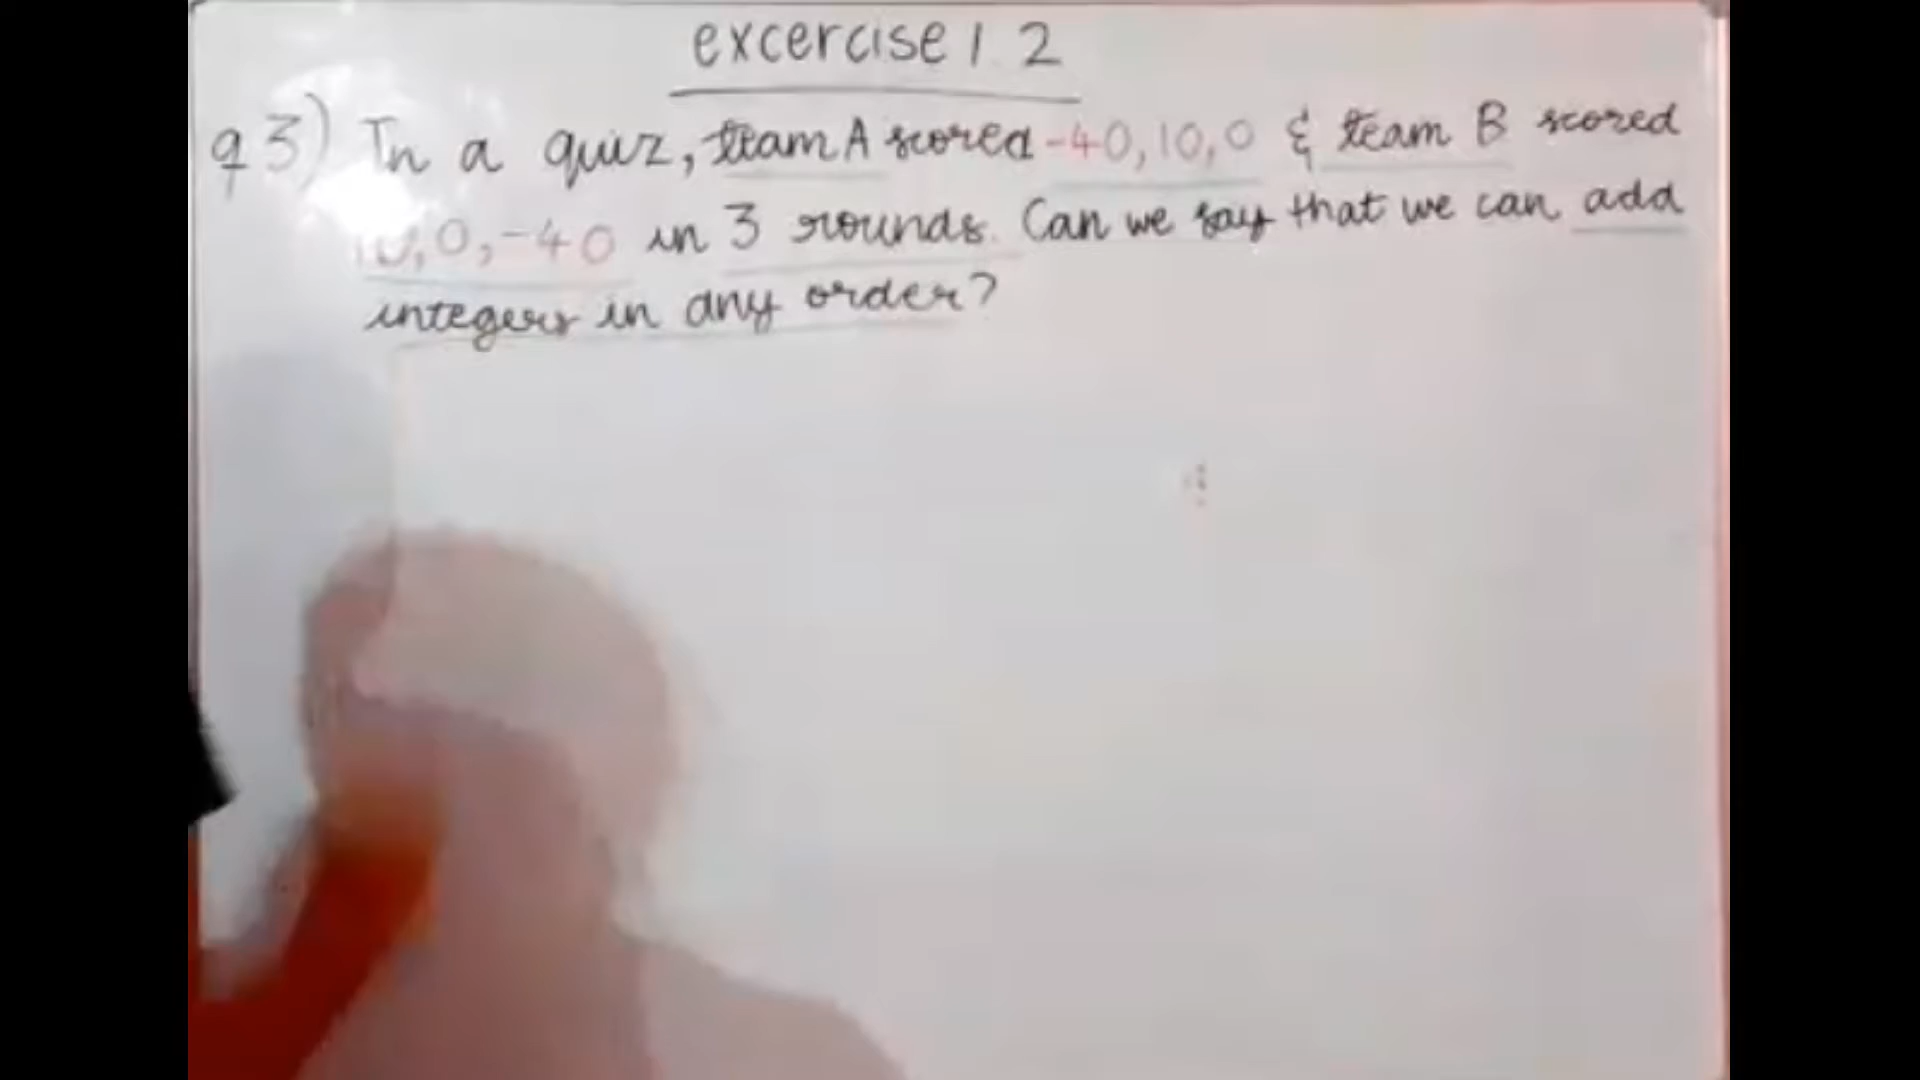 excercise 1.2
q3) In a quiz, team A scored -40,10,0 & team B scored
10,0,-40 in 3 rounds. Can we say that we can add
integers in any order?